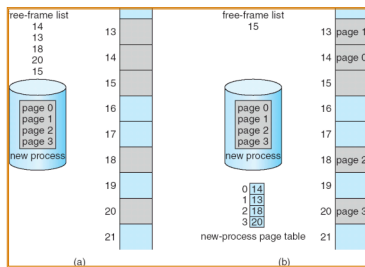 ree-frame list
14
13
18
20
15
page 0
page 1
page 2
page 3
new process
13
14
15
16
17
18
19
20
21
(a)
free-frame list
15
page 0
page 1
page 2
page 3
new process
0 14
1 13
2 18
3 20
new-process page table
13 page 1
14 page 0
15
16
17
18 page 2
19
20 page 3
21
(b)